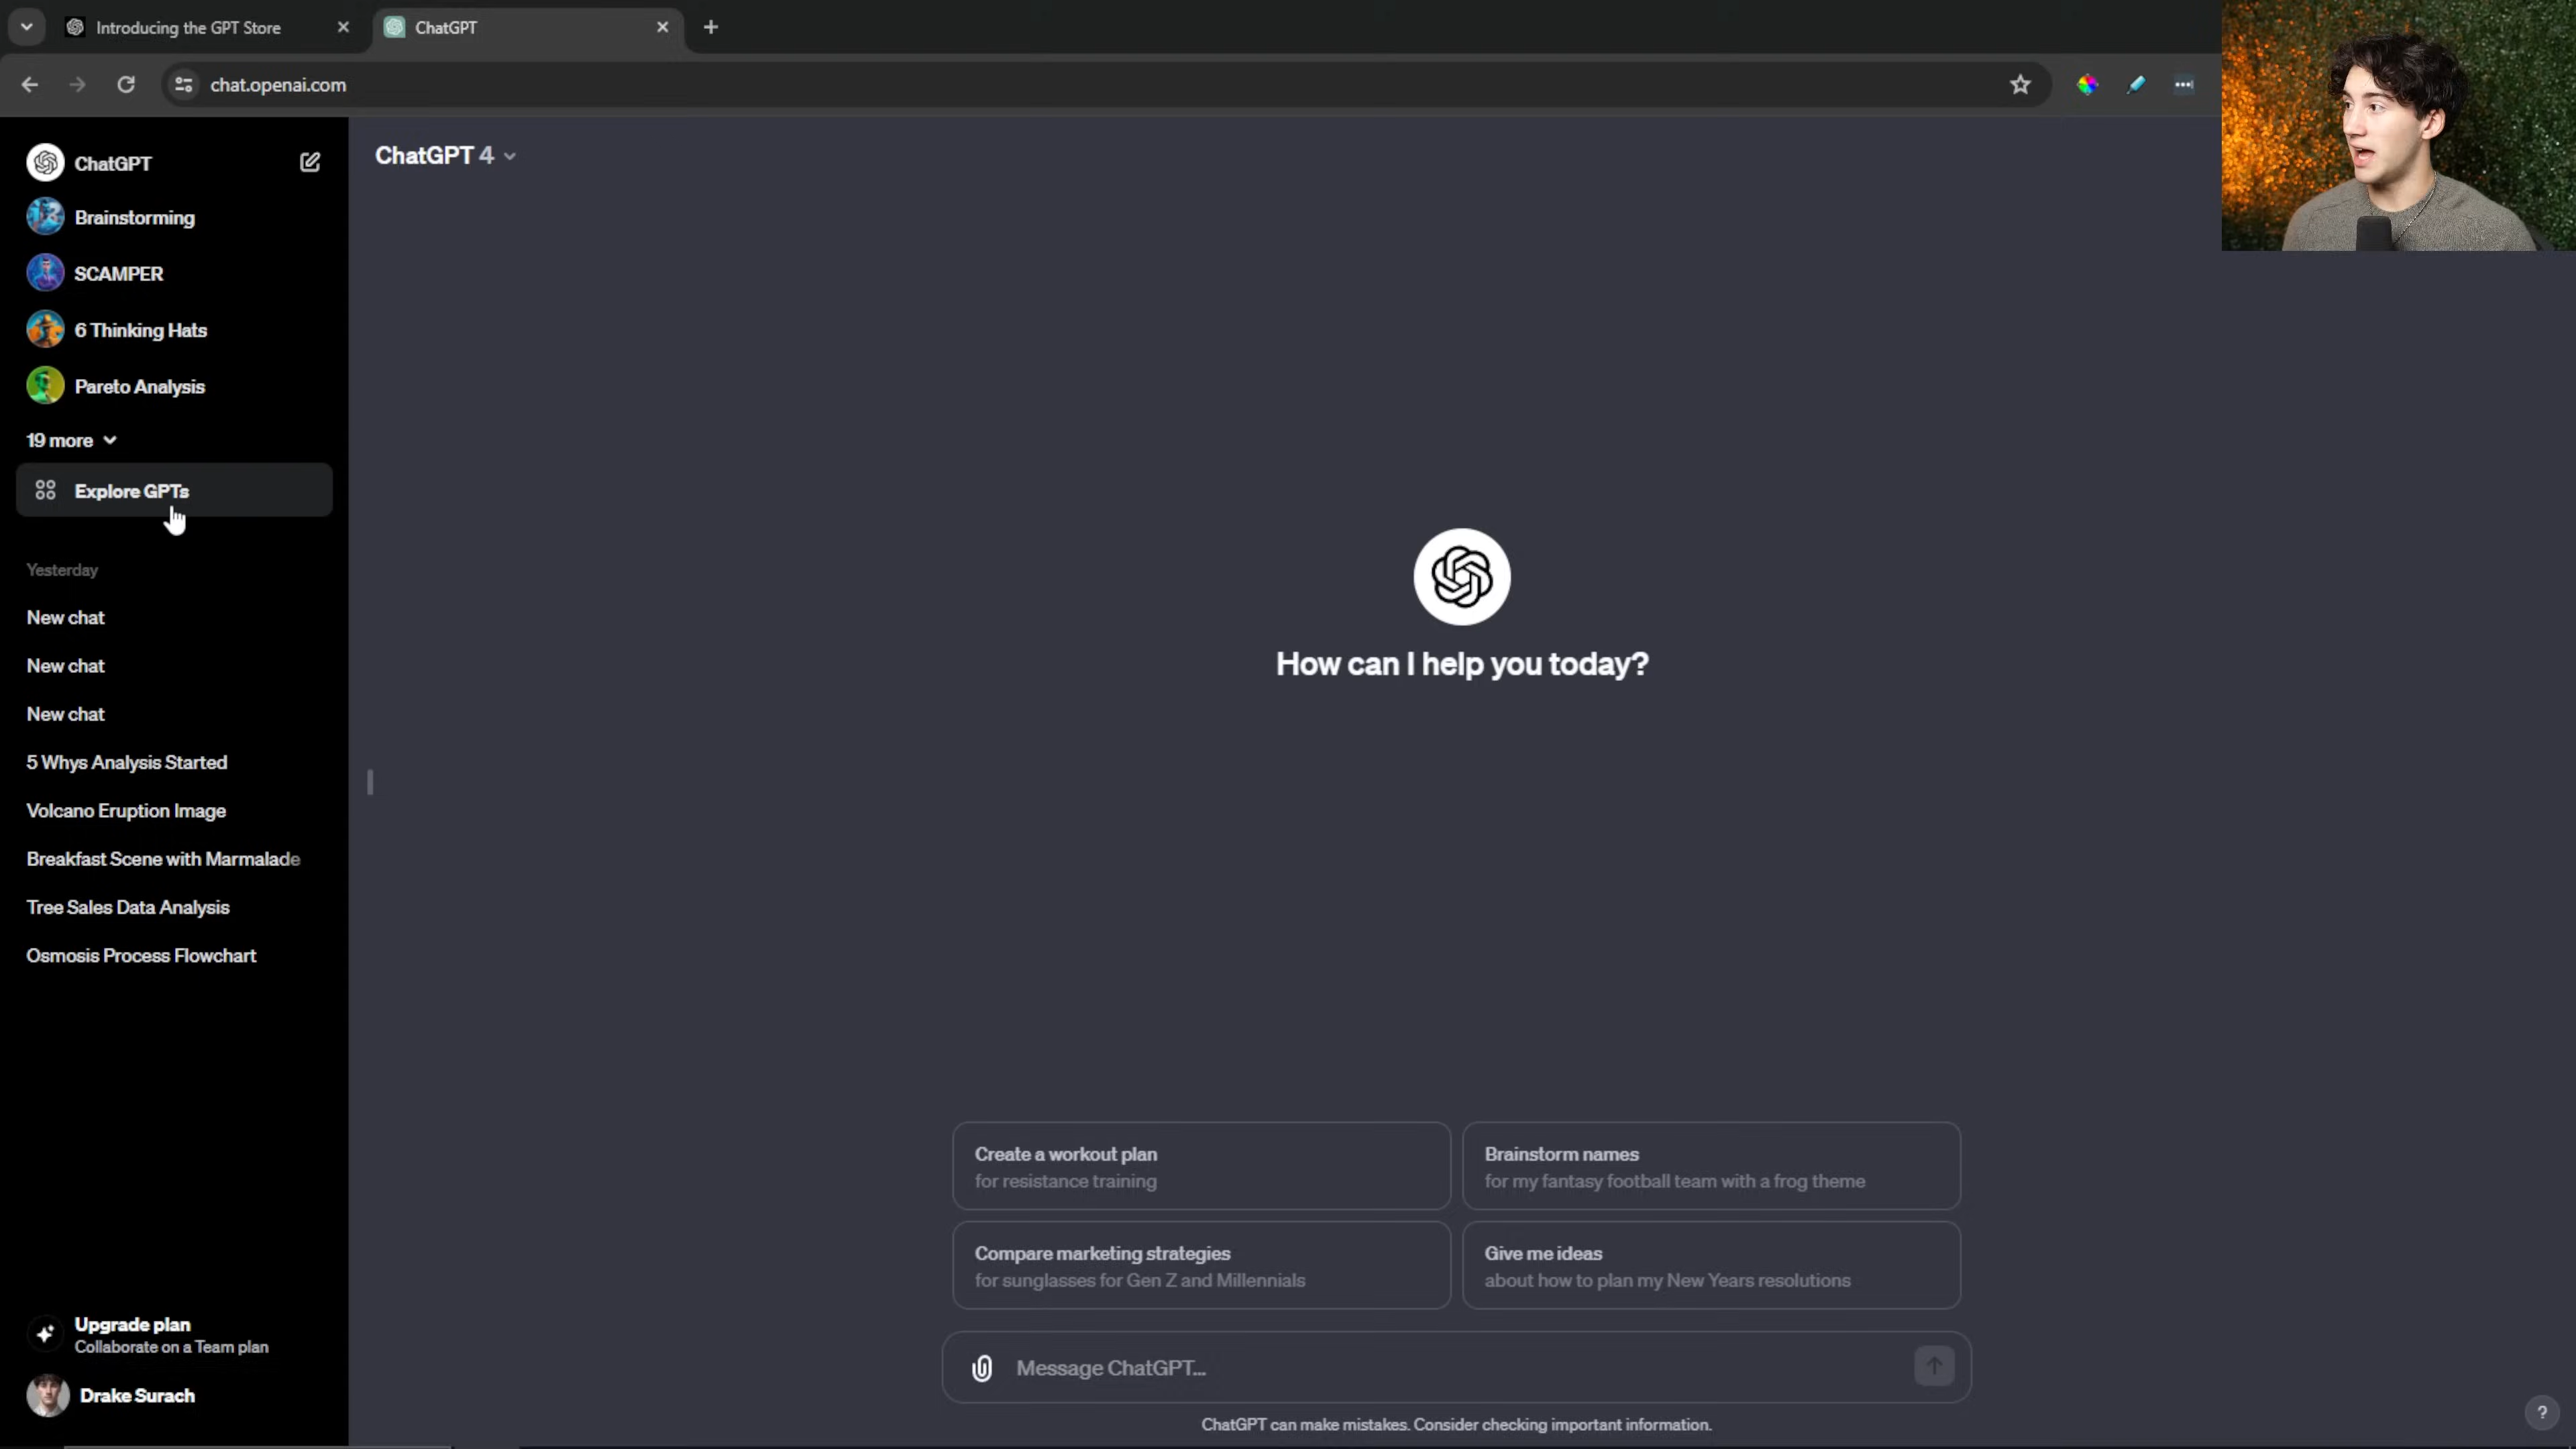 Introducing the GPT Store
ChatGPT
chat.openai.com
ChatGPT
Brainstorming
SCAMPER
6 Thinking Hats
Pareto Analysis
19 more
Explore GPTs
Yesterday
New chat
New chat
New chat
5 Whys Analysis Started
Volcano Eruption Image
Breakfast Scene with Marmalade
Tree Sales Data Analysis
Osmosis Process Flowchart
Upgrade plan
Collaborate on a Team plan
Drake Surach
ChatGPT 4
How can I help you today?
Create a workout plan
for resistance training
Brainstorm names
for my fantasy football team with a frog theme
Compare marketing strategies
for sunglasses for Gen Z and Millennials
Give me ideas
about how to plan my New Years resolutions
Message ChatGPT...
ChatGPT can make mistakes. Consider checking important information.
?